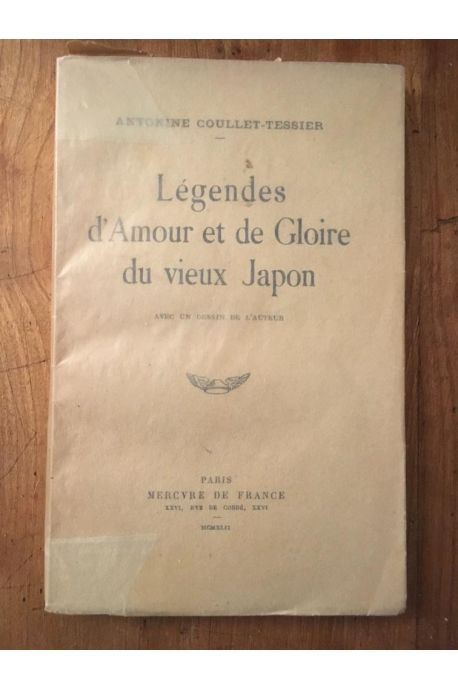 ANTONINE COULLET-TESSIER
Légendes
d'Amour et de Gloire
du vieux Japon
AVEC UN DESSIN DE L'AUTEUR
PARIS
MERCVRE DE FRANCE
XXVI, RVE DE CONDÉ, XXVI
MCMXLII